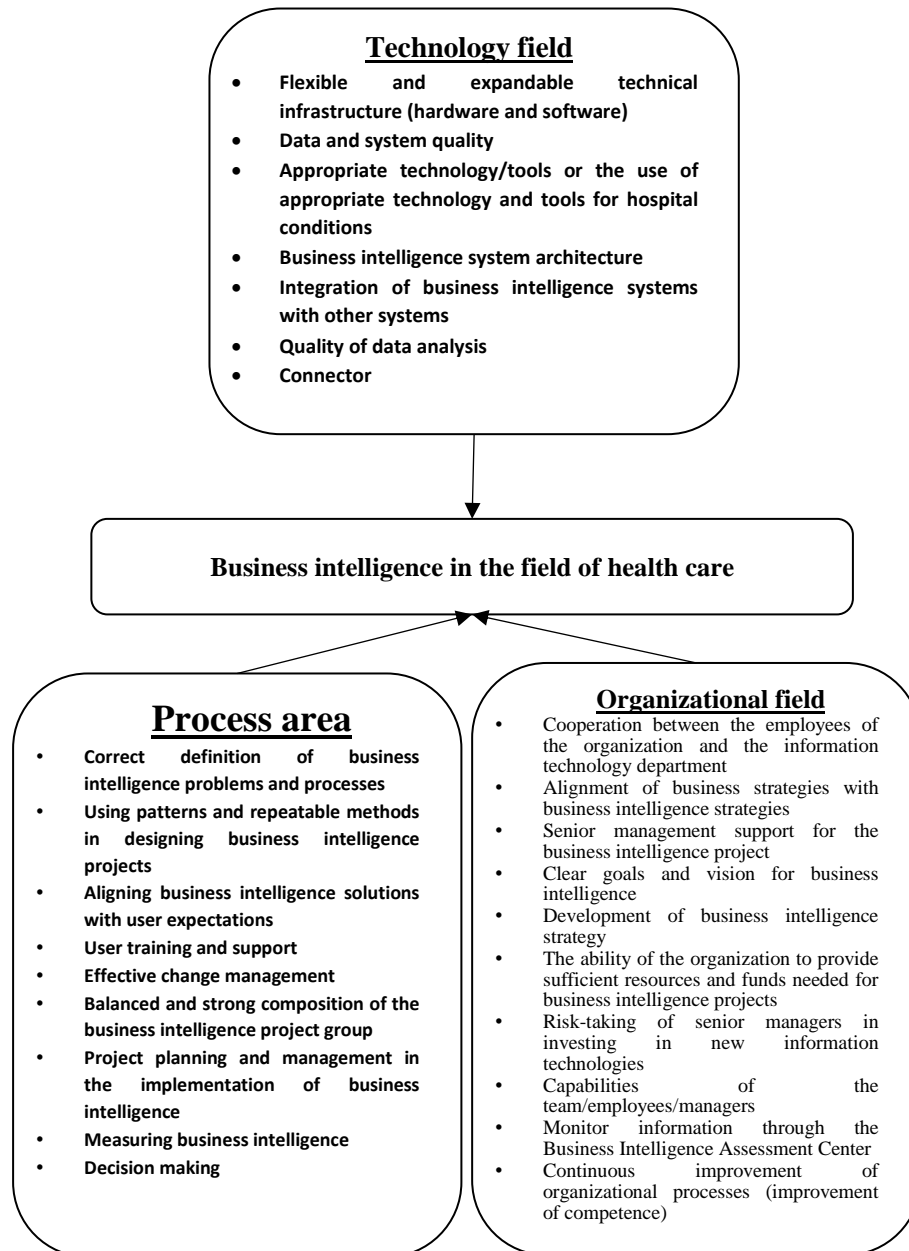 Technology field
• Flexible and expandable technical
infrastructure (hardware and software)
• Data and system quality
• Appropriate technology/tools or the use of
appropriate technology and tools for hospital
conditions
• Business intelligence system architecture
• Integration of business intelligence systems
with other systems
• Quality of data analysis
• Connector
Business intelligence in the field of health care
Process area
• Correct definition of business
intelligence problems and processes
• Using patterns and repeatable methods
in designing business intelligence
projects
• Aligning business intelligence solutions
with user expectations
• User training and support
• Effective change management
• Balanced and strong composition of the
business intelligence project group
• Project planning and management in
the implementation of business
intelligence
• Measuring business intelligence
• Decision making
Organizational field
• Cooperation between the employees of
the organization and the information
technology department
• Alignment of business strategies with
business intelligence strategies
• Senior management support for the
business intelligence project
• Clear goals and vision for business
intelligence
• Development of business intelligence
strategy
• The ability of the organization to provide
sufficient resources and funds needed for
business intelligence projects
• Risk-taking of senior managers in
investing in new information
technologies
• Capabilities of the
team/employees/managers
• Monitor information through the
Business Intelligence Assessment Center
• Continuous improvement of
organizational processes (improvement
of competence)